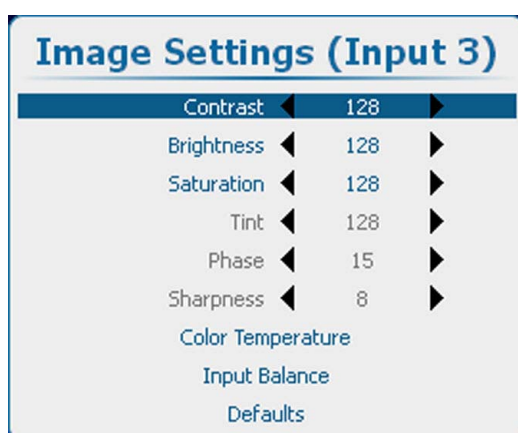 Image Settings (Input 3)
Contrast 128
Brightness 128
Saturation 128
Tint 128
Phase 15
Sharpness 8
Color Temperature
Input Balance
Defaults